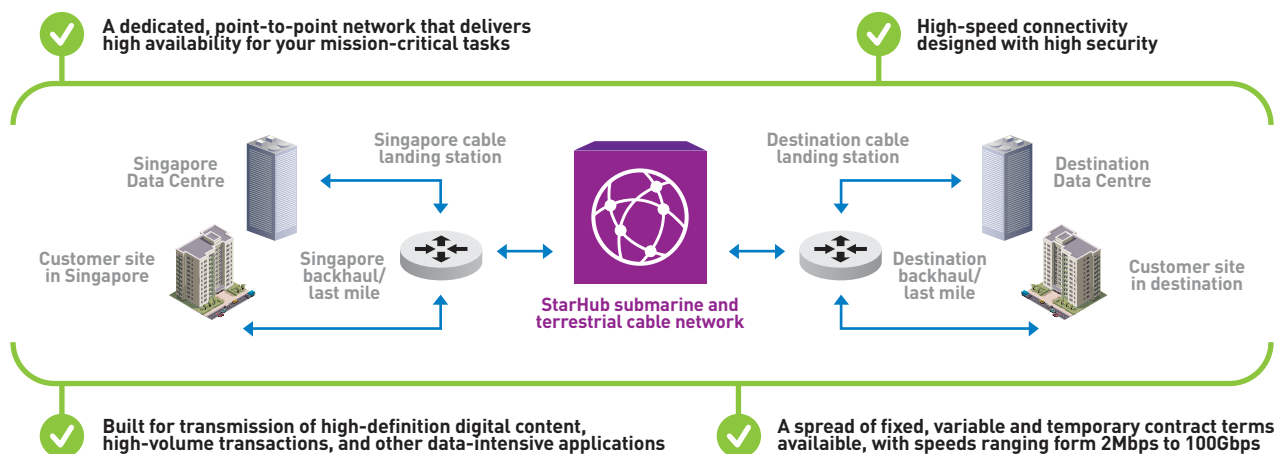 A dedicated, point-to-point network that delivers
high availability for your mission-critical tasks
High-speed connectivity
designed with high security
Singapore
Data Centre
Singapore cable
landing station
Destination cable
landing station
Destination
Data Centre
Customer site
in Singapore
Singapore
backhaul/
last mile
StarHub submarine and
terrestrial cable network
Destination
backhaul/
last mile
Customer site
in destination
Built for transmission of high-definition digital content,
high-volume transactions, and other data-intensive applications
A spread of fixed, variable and temporary contract terms
availaible, with speeds ranging form 2Mbps to 100Gbps